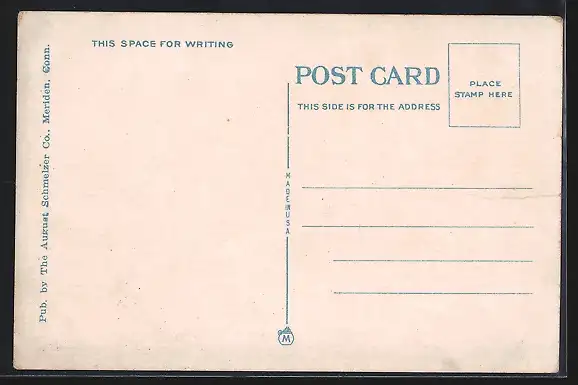 Pub. by The August Schmelzer Co., Meriden, Conn.
THIS SPACE FOR WRITING
POST CARD
THIS SIDE IS FOR THE ADDRESS
PLACE
STAMP HERE
MADE IN USA
M